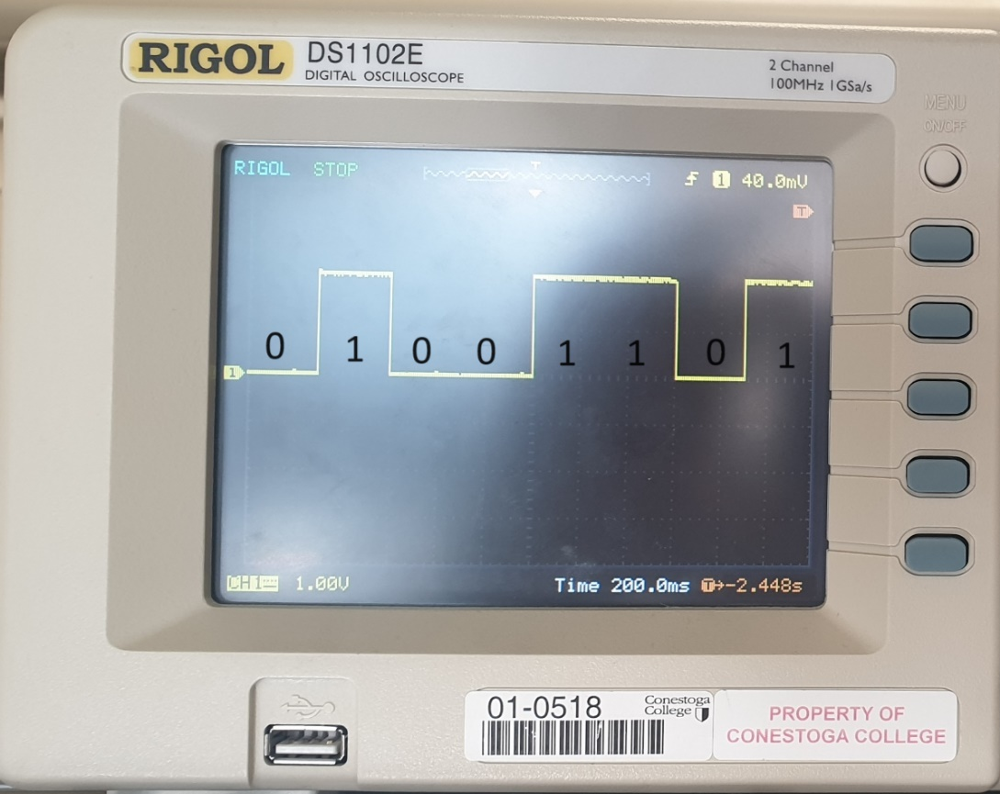 RIGOL DS1102E
DIGITAL OSCILLOSCOPE
2 Channel
100MHz 1GSa/s
MENU
ON/OFF
RIGOL STOP
T
1 40.0mV
T
0 1 0 0 1 1 0 1
1
CH1 1.00V Time 200.0ms T→-2.448s
01-0518
Conestoga
College
PROPERTY OF
CONESTOGA COLLEGE